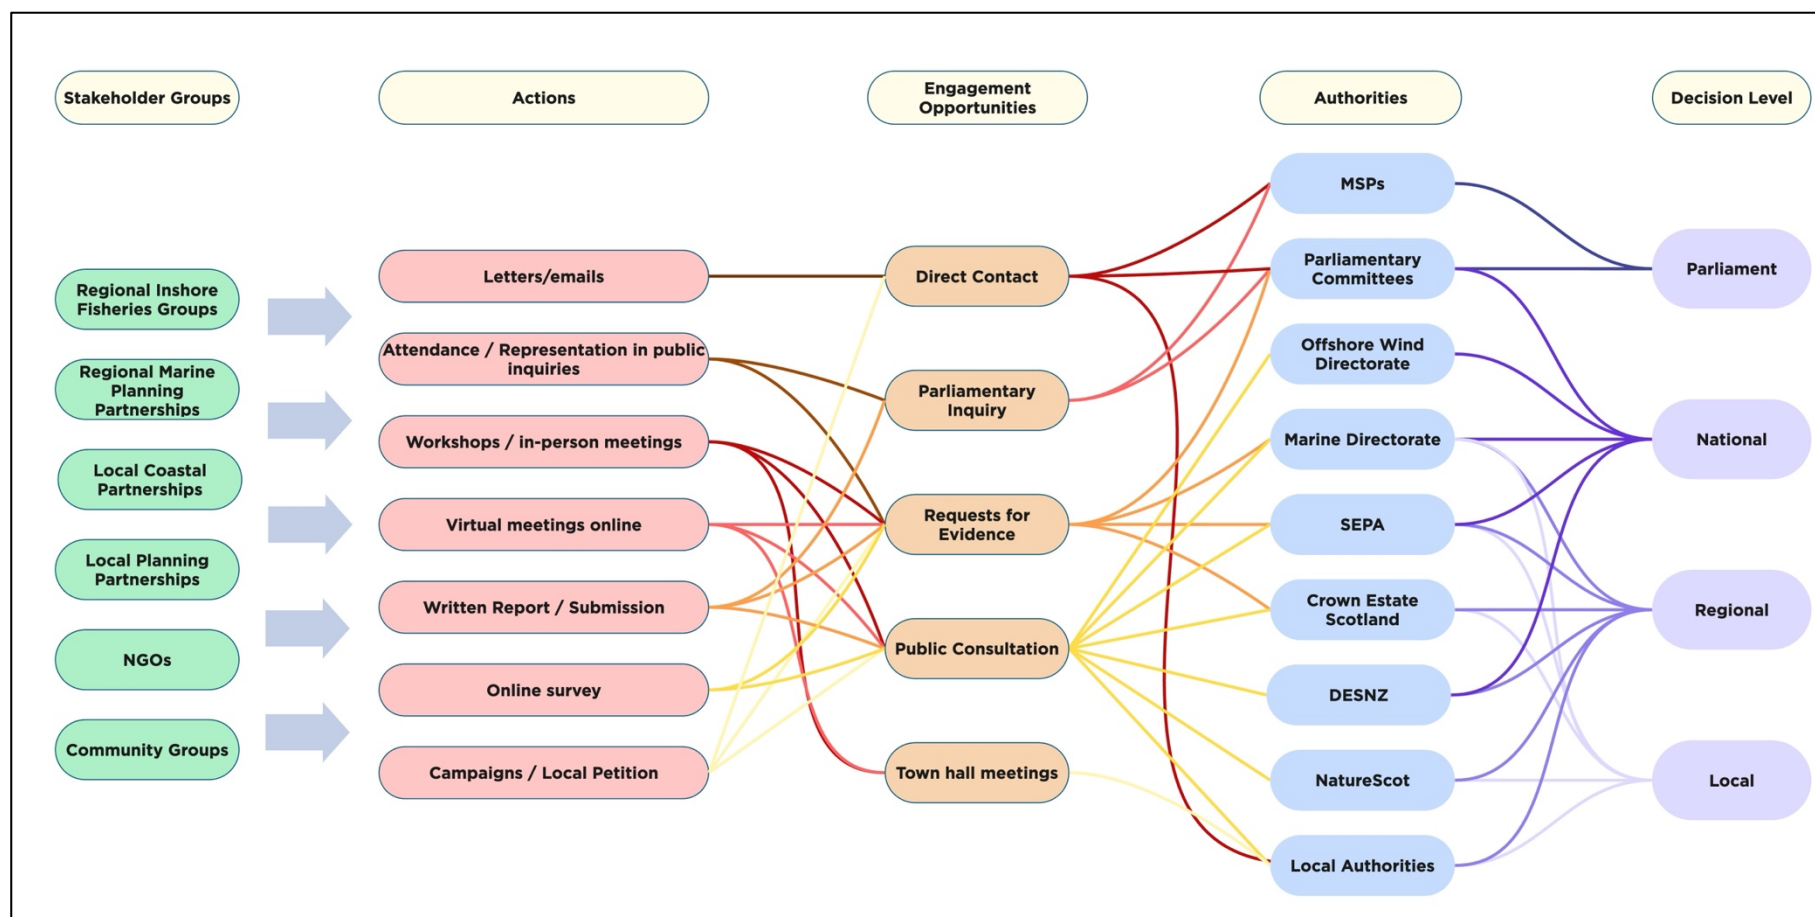 Stakeholder Groups
Actions
Engagement
Opportunities
Authorities
Decision Level
Regional Inshore
Fisheries Groups
Regional Marine
Planning
Partnerships
Local Coastal
Partnerships
Local Planning
Partnerships
NGOs
Community Groups
Letters/emails
Attendance / Representation in public
inquiries
Workshops / in-person meetings
Virtual meetings online
Written Report / Submission
Online survey
Campaigns / Local Petition
Direct Contact
Parliamentary
Inquiry
Requests for
Evidence
Public Consultation
Town hall meetings
MSPs
Parliamentary
Committees
Offshore Wind
Directorate
Marine Directorate
SEPA
Crown Estate
Scotland
DESNZ
NatureScot
Local Authorities
Parliament
National
Regional
Local